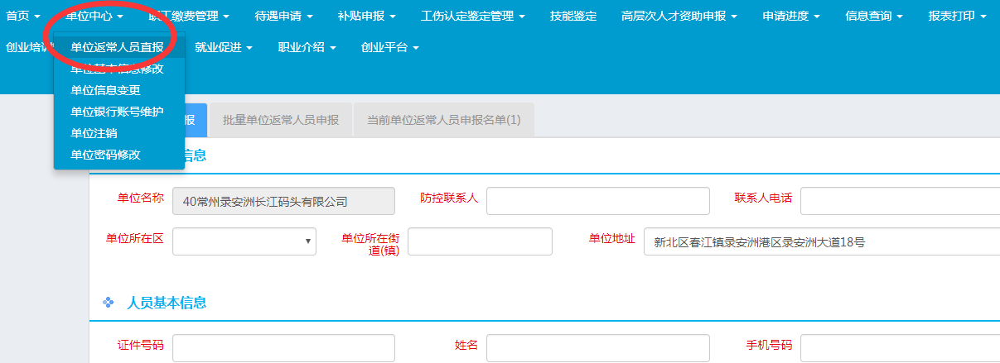 首页 单位中心 职工缴费管理 待遇申请 补贴申报 工伤认定鉴定管理 技能鉴定 高层次人才资助申报 申请进度 信息查询 报表打印
创业培训 单位返常人员直报 就业促进 职业介绍 创业平台
单位基本信息修改
单位信息变更
单位银行账号维护
单位注销
单位密码修改
报 批量单位返常人员申报 当前单位返常人员申报名单(1)
信息
单位名称 40常州录安洲长江码头有限公司 防控联系人 联系人电话
单位所在区 单位所在街道(镇) 单位地址 新北区春江镇录安洲港区录安洲大道18号
人员基本信息
证件号码 姓名 手机号码